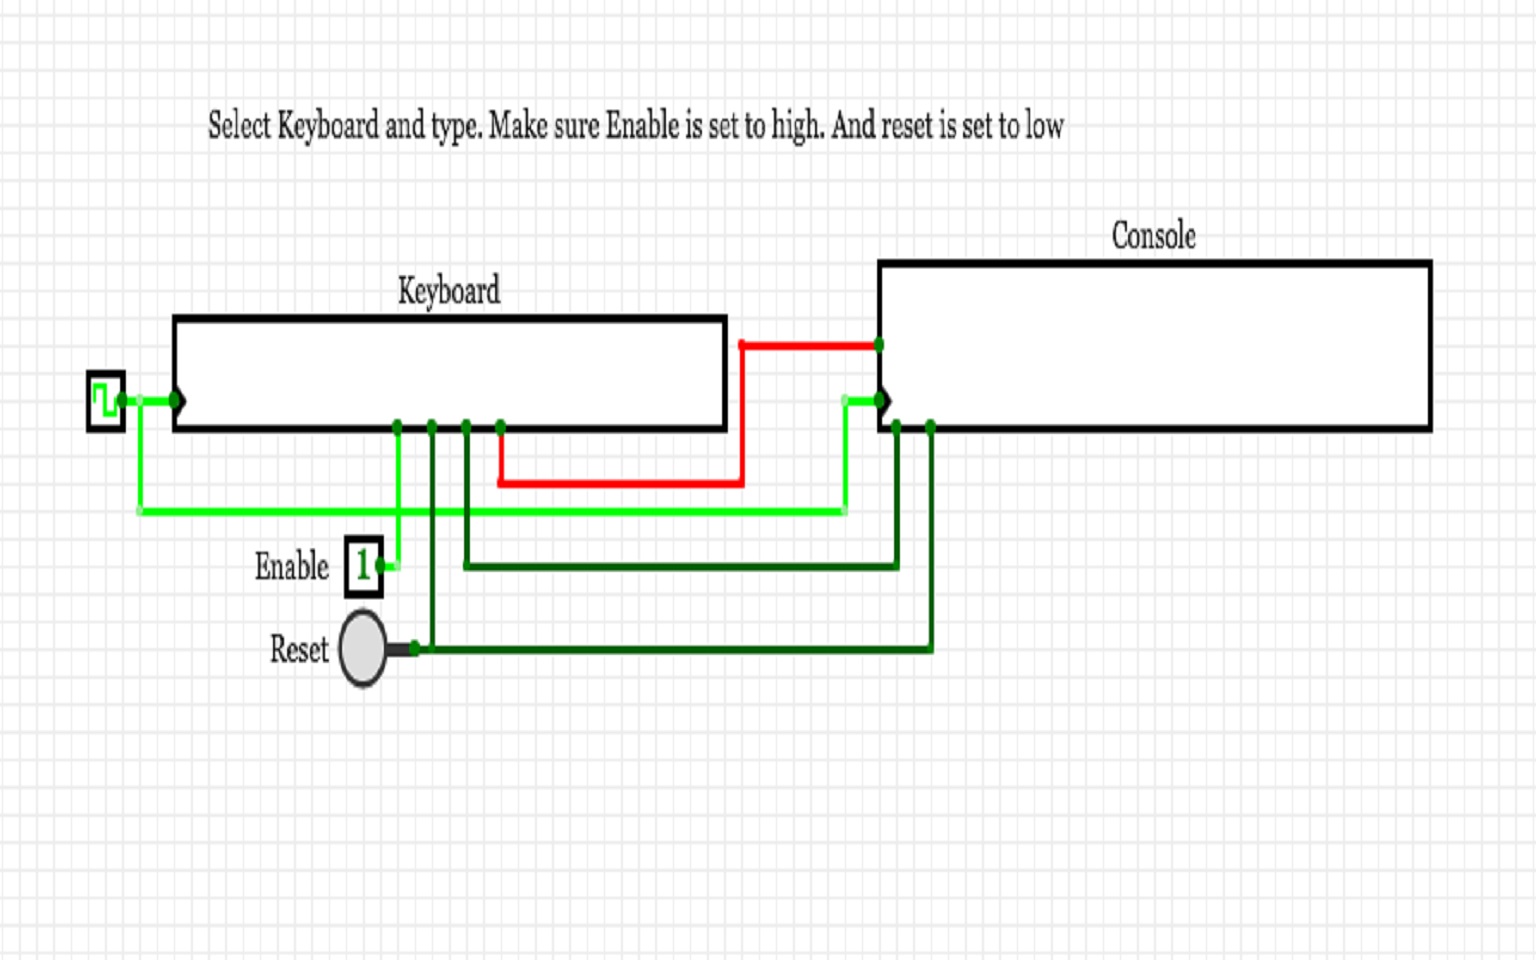 Select Keyboard and type. Make sure Enable is set to high. And reset is set to low
Console
Keyboard
Enable 1
Reset